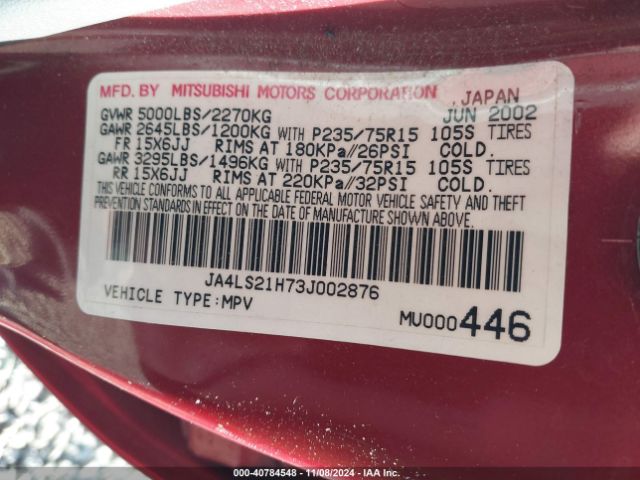 MFD. BY MITSUBISHI MOTORS CORPORATION , JAPAN
GVWR 5000LBS/2270KG JUN 2002
GAWR 2645LBS/1200KG WITH P235/75R15 105S TIRES
FR 15X6JJ RIMS AT 180KPa//26PSI COLD.
GAWR 3295LBS/1496KG WITH P235/75R15 105S TIRES
RR 15X6JJ RIMS AT 220KPa//32PSI COLD.
THIS VEHICLE CONFORMS TO ALL APPLICABLE FEDERAL MOTOR VEHICLE SAFETY AND THEFT
PREVENTION STANDARDS IN EFFECT ON THE DATE OF MANUFACTURE SHOWN ABOVE.
JA4LS21H73J002876
VEHICLE TYPE:MPV
MU000446
000-40784548 - 11/08/2024 - IAA Inc.